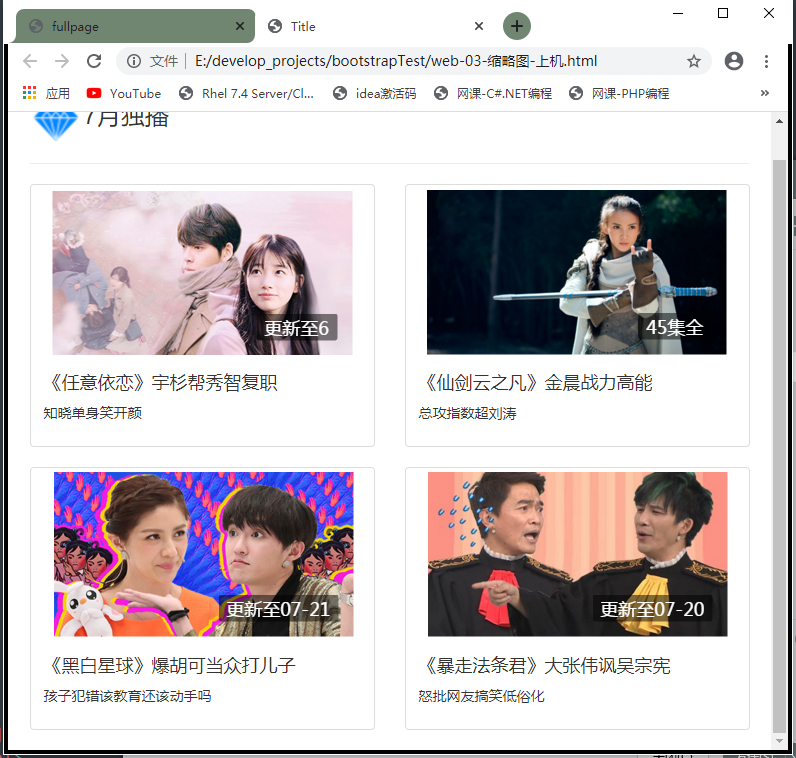 fullpage
Title
文件 E:/develop_projects/bootstrapTest/web-03-缩略图-上机.html
应用 YouTube Rhel 7.4 Server/Cl... idea激活码 网课-C#.NET编程 网课-PHP编程 »
7月独播
更新至6
45集全
《任意依恋》宇杉帮秀智复职
知晓单身笑开颜
《仙剑云之凡》金晨战力高能
总攻指数超刘涛
更新至07-21
更新至07-20
《黑白星球》爆胡可当众打儿子
孩子犯错该教育还该动手吗
《暴走法条君》大张伟讽吴宗宪
怒批网友搞笑低俗化